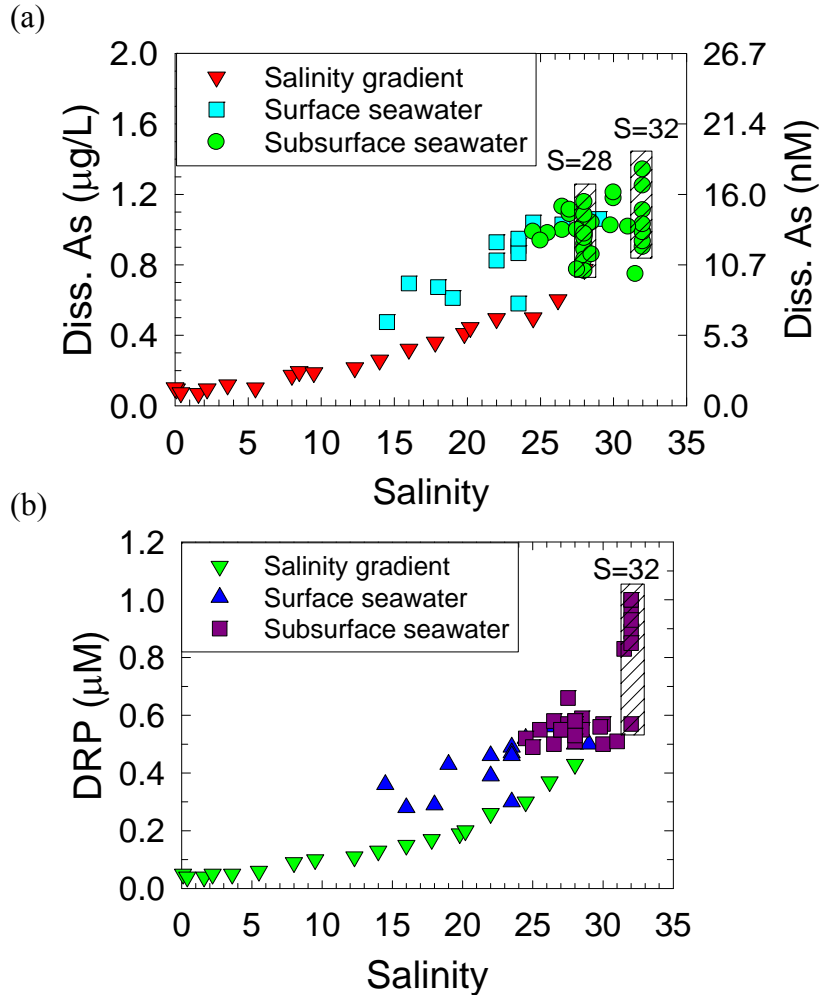 (a)
2.0
1.6
1.2
0.8
0.4
0.0
Diss. As (μg/L)
Salinity gradient
Surface seawater
Subsurface seawater
S=28
S=32
26.7
21.4
16.0
10.7
5.3
0.0
Diss. As (nM)
0 5 10 15 20 25 30 35
Salinity
(b)
1.2
1.0
0.8
0.6
0.4
0.2
0.0
DRP (μM)
Salinity gradient
Surface seawater
Subsurface seawater
S=32
0 5 10 15 20 25 30 35
Salinity